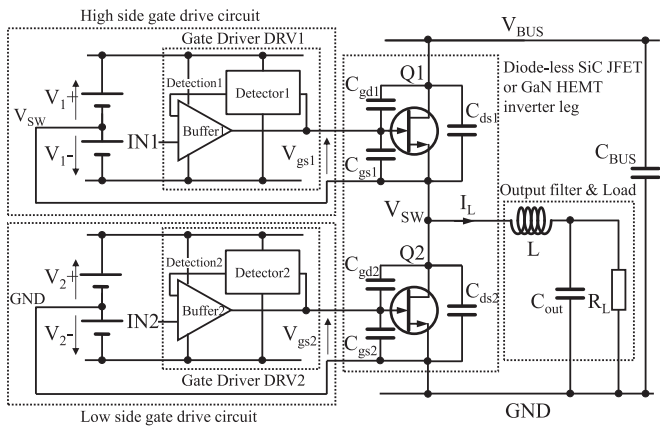 High side gate drive circuit
Gate Driver DRV1
V1+
Detection1
Detector1
VSW
V1-
IN1
Buffer1
Vgs1
Cgd1
Cgs1
Q1
Cds1
VBUS
Diode-less SiC JFET
or GaN HEMT
inverter leg
CBUS
VSW
IL
Output filter & Load
L
Cout
RL
V2+
Detection2
Detector2
GND
V2-
IN2
Buffer2
Vgs2
Cgd2
Cgs2
Q2
Cds2
Gate Driver DRV2
Low side gate drive circuit
GND